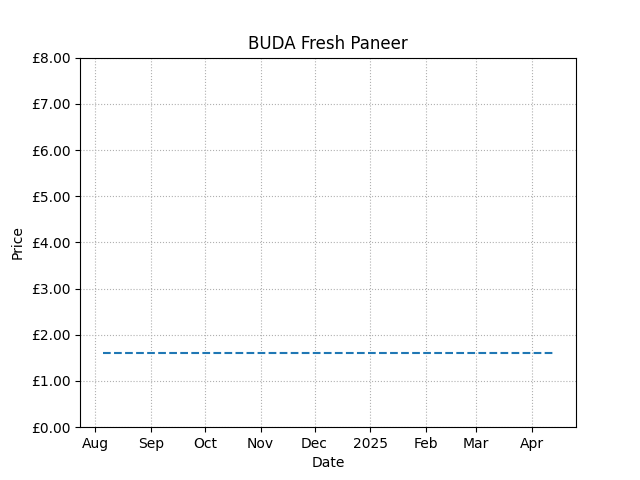 BUDA Fresh Paneer
£8.00
£7.00
£6.00
£5.00
£4.00
£3.00
£2.00
£1.00
£0.00
Price
Aug Sep Oct Nov Dec 2025 Feb Mar Apr
Date